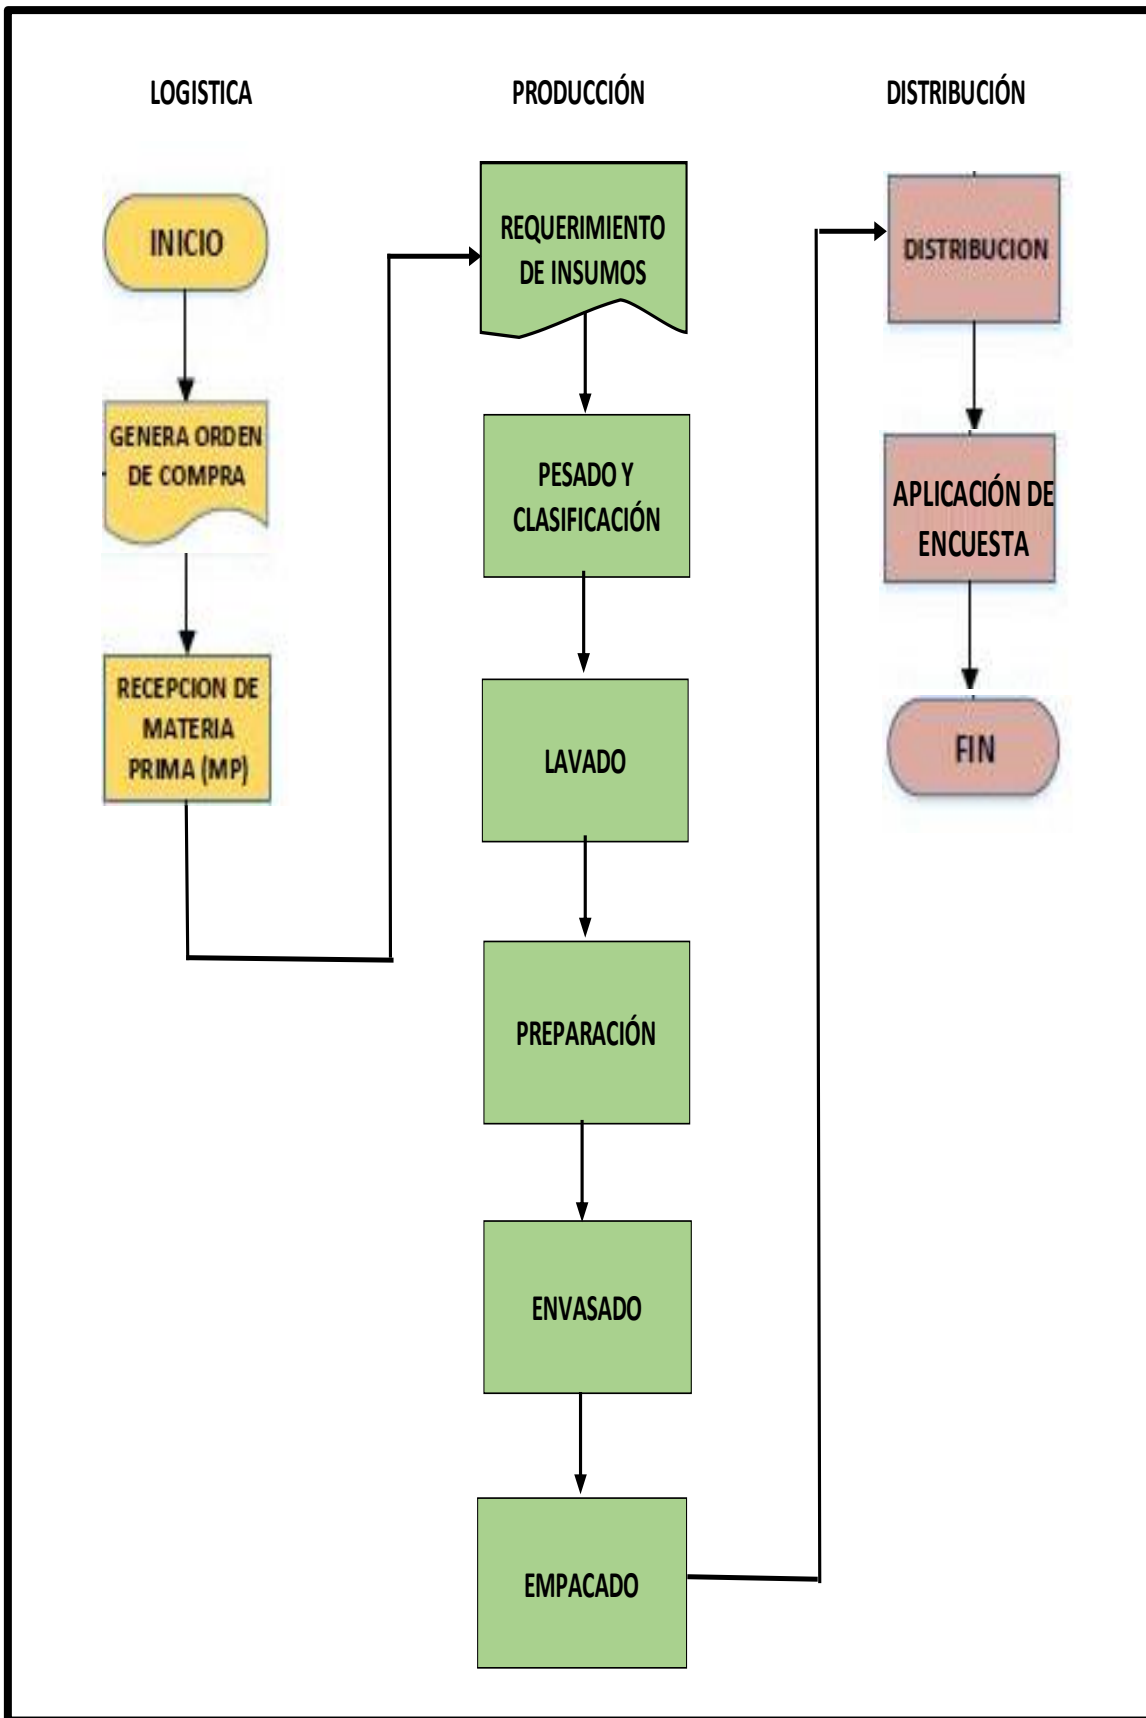 LOGISTICA
INICIO
GENERA ORDEN
DE COMPRA
RECEPCION DE
MATERIA
PRIMA (MP)
PRODUCCIÓN
REQUERIMIENTO
DE INSUMOS
PESADO Y
CLASIFICACIÓN
LAVADO
PREPARACIÓN
ENVASADO
EMPACADO
DISTRIBUCIÓN
DISTRIBUCION
APLICACIÓN DE
ENCUESTA
FIN